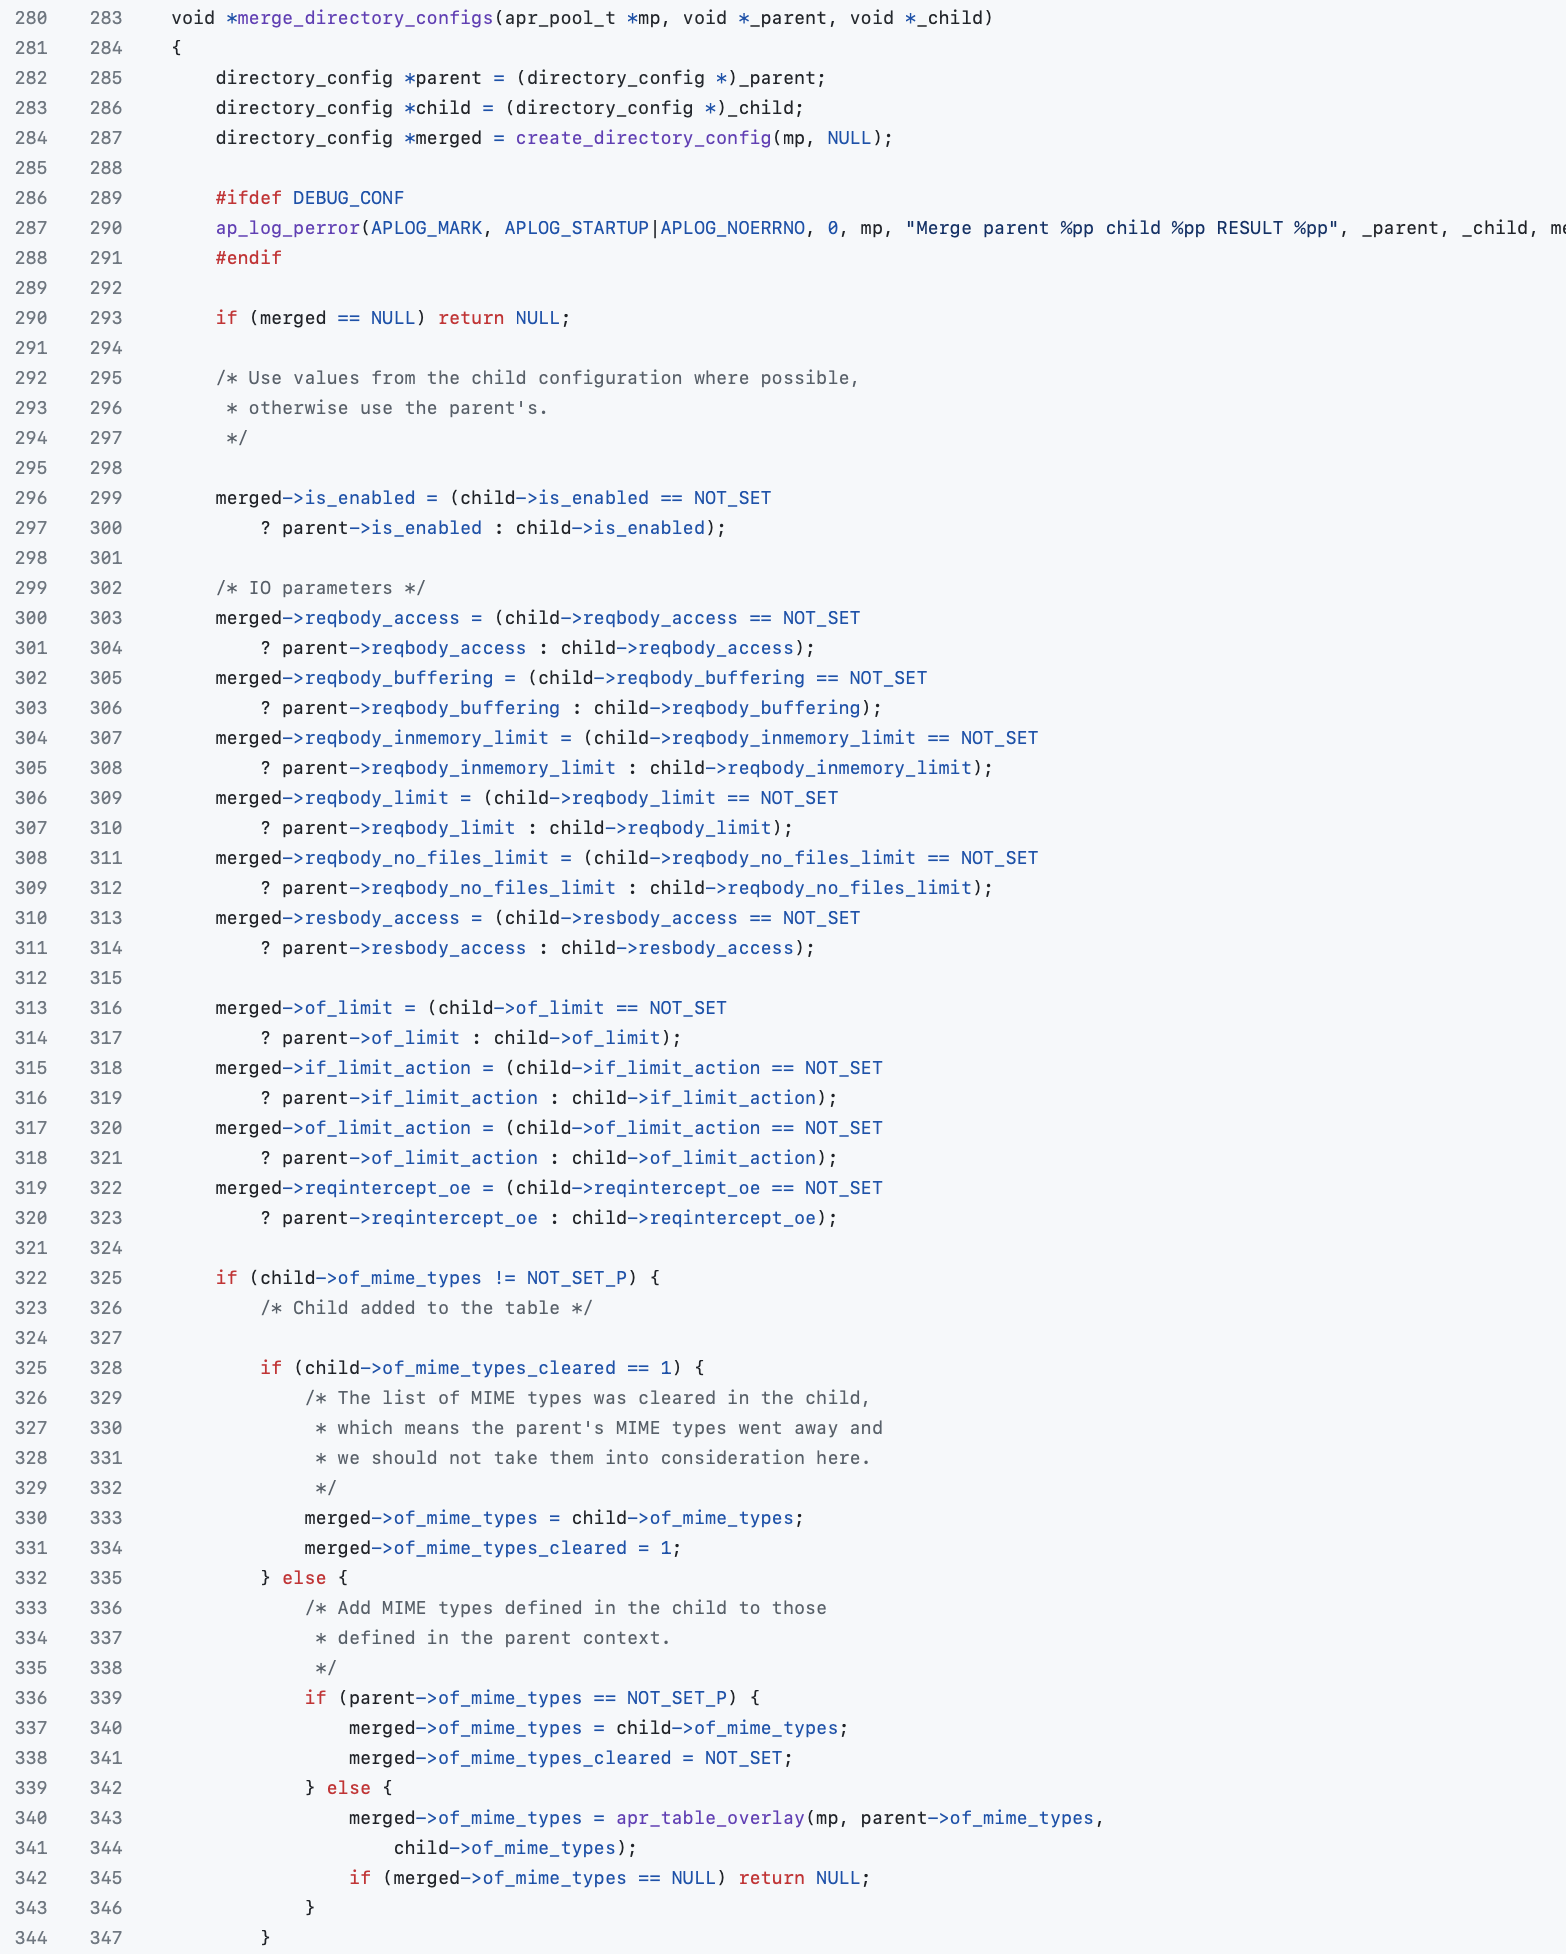 280 283 void *merge_directory_configs(apr_pool_t *mp, void *_parent, void *_child)
281 284 {
282 285     directory_config *parent = (directory_config *)_parent;
283 286     directory_config *child = (directory_config *)_child;
284 287     directory_config *merged = create_directory_config(mp, NULL);
285 288
286 289     #ifdef DEBUG_CONF
287 290     ap_log_perror(APLOG_MARK, APLOG_STARTUP|APLOG_NOERRNO, 0, mp, "Merge parent %pp child %pp RESULT %pp", _parent, _child, me
288 291     #endif
289 292
290 293     if (merged == NULL) return NULL;
291 294
292 295     /* Use values from the child configuration where possible,
293 296      * otherwise use the parent's.
294 297      */
295 298
296 299     merged->is_enabled = (child->is_enabled == NOT_SET
297 300         ? parent->is_enabled : child->is_enabled);
298 301
299 302     /* IO parameters */
300 303     merged->reqbody_access = (child->reqbody_access == NOT_SET
301 304         ? parent->reqbody_access : child->reqbody_access);
302 305     merged->reqbody_buffering = (child->reqbody_buffering == NOT_SET
303 306         ? parent->reqbody_buffering : child->reqbody_buffering);
304 307     merged->reqbody_inmemory_limit = (child->reqbody_inmemory_limit == NOT_SET
305 308         ? parent->reqbody_inmemory_limit : child->reqbody_inmemory_limit);
306 309     merged->reqbody_limit = (child->reqbody_limit == NOT_SET
307 310         ? parent->reqbody_limit : child->reqbody_limit);
308 311     merged->reqbody_no_files_limit = (child->reqbody_no_files_limit == NOT_SET
309 312         ? parent->reqbody_no_files_limit : child->reqbody_no_files_limit);
310 313     merged->resbody_access = (child->resbody_access == NOT_SET
311 314         ? parent->resbody_access : child->resbody_access);
312 315
313 316     merged->of_limit = (child->of_limit == NOT_SET
314 317         ? parent->of_limit : child->of_limit);
315 318     merged->if_limit_action = (child->if_limit_action == NOT_SET
316 319         ? parent->if_limit_action : child->if_limit_action);
317 320     merged->of_limit_action = (child->of_limit_action == NOT_SET
318 321         ? parent->of_limit_action : child->of_limit_action);
319 322     merged->reqintercept_oe = (child->reqintercept_oe == NOT_SET
320 323         ? parent->reqintercept_oe : child->reqintercept_oe);
321 324
322 325     if (child->of_mime_types != NOT_SET_P) {
323 326         /* Child added to the table */
324 327
325 328         if (child->of_mime_types_cleared == 1) {
326 329             /* The list of MIME types was cleared in the child,
327 330              * which means the parent's MIME types went away and
328 331              * we should not take them into consideration here.
329 332              */
330 333             merged->of_mime_types = child->of_mime_types;
331 334             merged->of_mime_types_cleared = 1;
332 335         } else {
333 336             /* Add MIME types defined in the child to those
334 337              * defined in the parent context.
335 338              */
336 339             if (parent->of_mime_types == NOT_SET_P) {
337 340                 merged->of_mime_types = child->of_mime_types;
338 341                 merged->of_mime_types_cleared = NOT_SET;
339 342             } else {
340 343                 merged->of_mime_types = apr_table_overlay(mp, parent->of_mime_types,
341 344                     child->of_mime_types);
342 345                 if (merged->of_mime_types == NULL) return NULL;
343 346             }
344 347         }